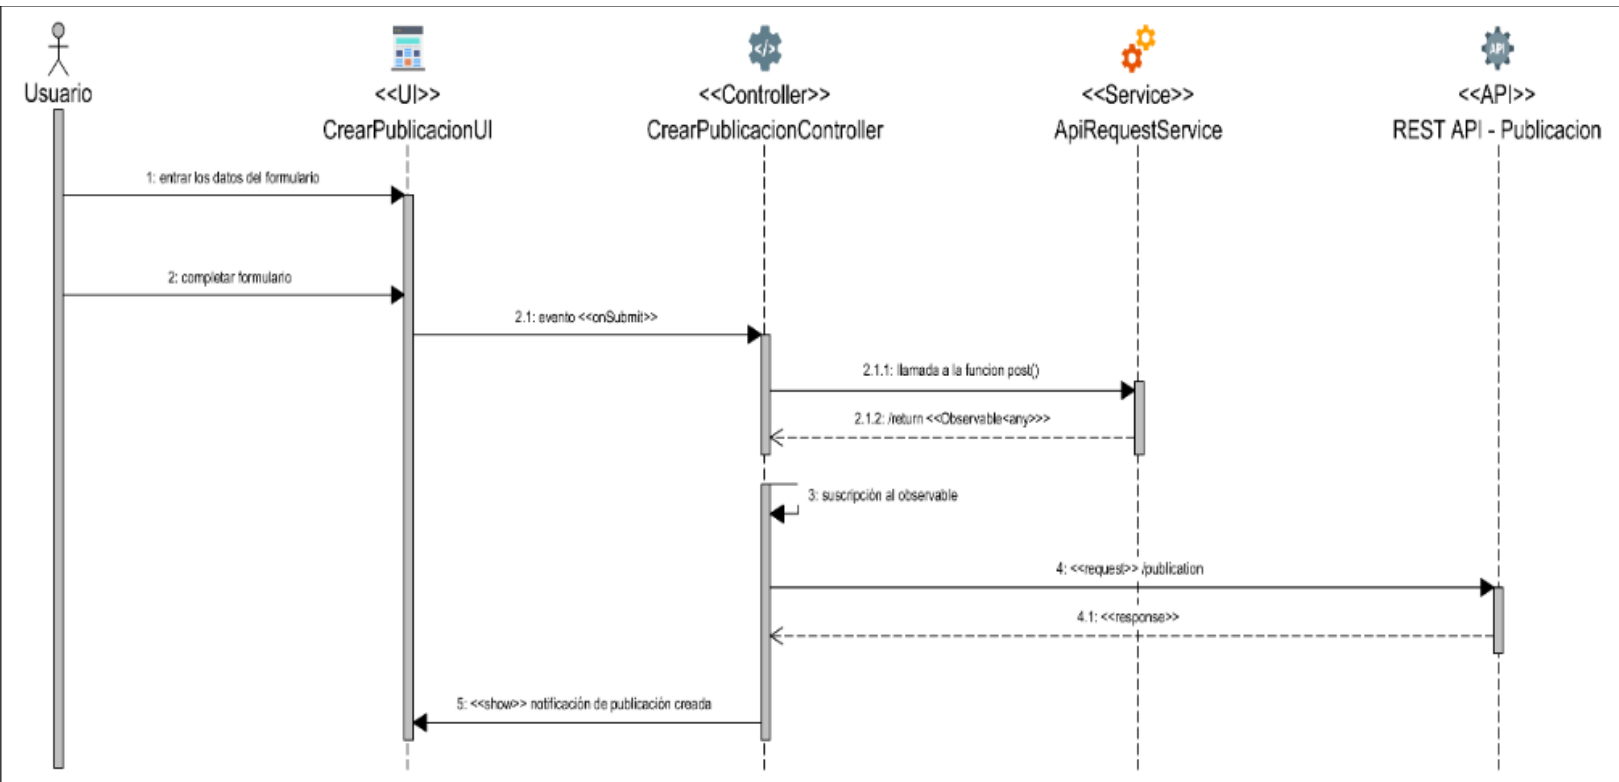 Usuario
<<UI>>
CrearPublicacionUI
</>
<<Controller>>
CrearPublicacionController
<<Service>>
ApiRequestService
API
<<API>>
REST API - Publicacion
1: entrar los datos del formulario
2: completar formulario
2.1: evento <<onSubmit>>
2.1.1: llamada a la funcion post()
2.1.2: /return <<Observable<any>>>
3: suscripción al observable
4: <<request>> /publication
4.1: <<response>>
5: <<show>> notificación de publicación creada